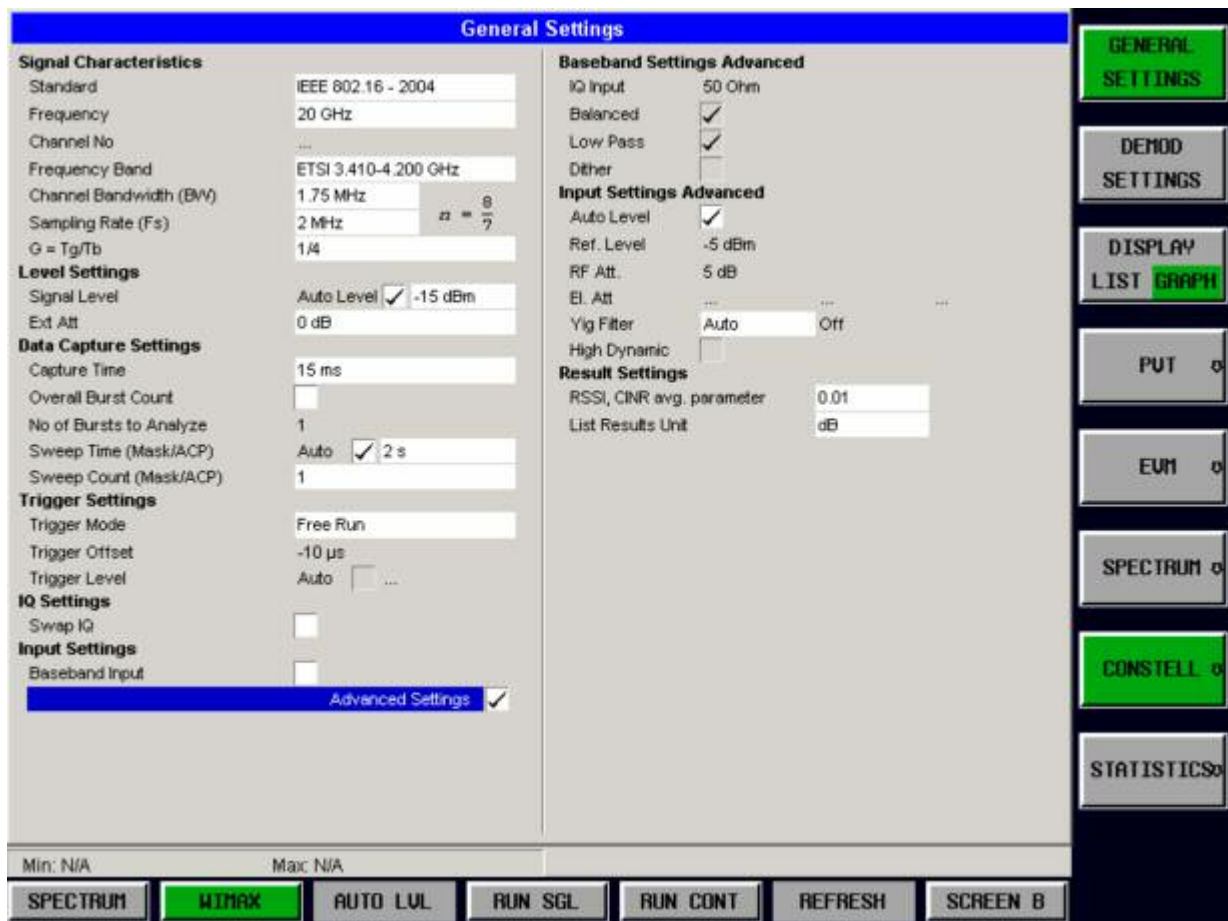 General Settings
Signal Characteristics
Standard IEEE 802.16 - 2004
Frequency 20 GHz
Channel No ...
Frequency Band ETSI 3.410-4.200 GHz
Channel Bandwidth (BW) 1.75 MHz
Sampling Rate (Fs) 2 MHz
n = 8/7
G = Tg/Tb 1/4
Level Settings
Signal Level Auto Level -15 dBm
Ext Att 0 dB
Data Capture Settings
Capture Time 15 ms
Overall Burst Count
No of Bursts to Analyze 1
Sweep Time (Mask/ACP) Auto 2 s
Sweep Count (Mask/ACP) 1
Trigger Settings
Trigger Mode Free Run
Trigger Offset -10 µs
Trigger Level Auto ...
IQ Settings
Swap IQ
Input Settings
Baseband Input
Advanced Settings
Baseband Settings Advanced
IQ Input 50 Ohm
Balanced
Low Pass
Dither
Input Settings Advanced
Auto Level
Ref. Level -5 dBm
RF Att. 5 dB
El. Att ... ... ...
Yig Filter Auto Off
High Dynamic
Result Settings
RSSI, CINR avg. parameter 0.01
List Results Unit dB
Min: N/A Max: N/A
GENERAL
SETTINGS
DEMOD
SETTINGS
DISPLAY
LIST GRAPH
PVT
EVM
SPECTRUM
CONSTELL
STATISTICS
SPECTRUM WIMAX AUTO LVL RUN SGL RUN CONT REFRESH SCREEN B